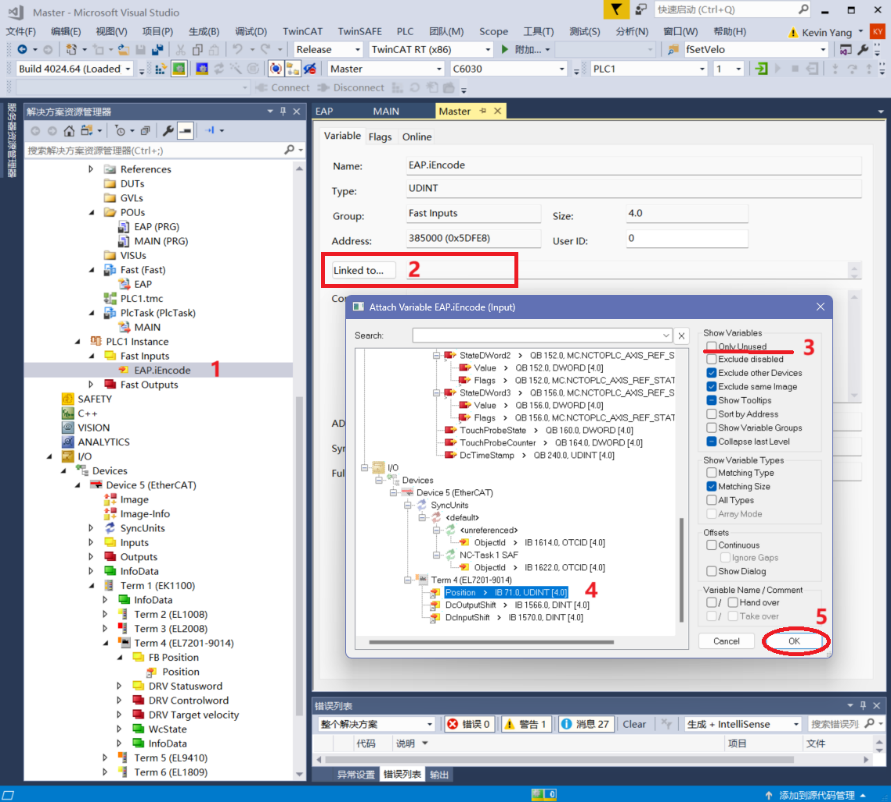 Master - Microsoft Visual Studio
快速启动 (Ctrl+Q)
文件(F) 编辑(E) 视图(V) 项目(P) 生成(B) 调试(D) TwinCAT TwinSAFE PLC 团队(M) Scope 工具(T) 测试(S) 分析(N) 窗口(W) 帮助(H) Kevin Yang KY
Release TwinCAT RT (x86) 附加... fSetVelo
Build 4024.64 (Loaded Master C6030 PLC1 1
Connect Disconnect
解决方案资源管理器
搜索解决方案资源管理器(Ctrl+;)
References
DUTs
GVLs
POUs
EAP (PRG)
MAIN (PRG)
VISUs
Fast (Fast)
EAP
PLC1.tmc
PlcTask (PlcTask)
MAIN
PLC1 Instance
Fast Inputs
EAP.iEncode 1
Fast Outputs
SAFETY
C++
VISION
ANALYTICS
I/O
Devices
Device 5 (EtherCAT)
Image
Image-Info
SyncUnits
Inputs
Outputs
InfoData
Term 1 (EK1100)
InfoData
Term 2 (EL1008)
Term 3 (EL2008)
Term 4 (EL7201-9014)
FB Position
Position
DRV Statusword
DRV Controlword
DRV Target velocity
WcState
InfoData
Term 5 (EL9410)
Term 6 (EL1809)
EAP MAIN Master
Variable Flags Online
Name: EAP.iEncode
Type: UDINT
Group: Fast Inputs Size: 4.0
Address: 385000 (0x5DFE8) User ID: 0
Linked to... 2
Attach Variable EAP.iEncode (Input)
Search:
StateDWord2 > QB 152.0, MC.NCTOPLC_AXIS_REF_S
Value > QB 152.0, DWORD [4.0]
Flags > QB 152.0, MC.NCTOPLC_AXIS_REF_STAT
StateDWord3 > QB 156.0, MC.NCTOPLC_AXIS_REF_S
Value > QB 156.0, DWORD [4.0]
Flags > QB 156.0, MC.NCTOPLC_AXIS_REF_STAT
TouchProbeState > QB 160.0, DWORD [4.0]
TouchProbeCounter > QB 164.0, DWORD [4.0]
DcTimeStamp > QB 240.0, UDINT [4.0]
I/O
Devices
Device 5 (EtherCAT)
SyncUnits
<default>
<unreferenced>
ObjectId > IB 1614.0, OTCID [4.0]
NC-Task 1 SAF
ObjectId > IB 1622.0, OTCID [4.0]
Term 4 (EL7201-9014)
Position > IB 71.0, UDINT [4.0] 4
DcOutputShift > IB 1566.0, DINT [4.0]
DcInputShift > IB 1570.0, DINT [4.0]
Show Variables
Only Unused 3
Exclude disabled
Exclude other Devices
Exclude same Image
Show Tooltips
Sort by Address
Show Variable Groups
Collapse last Level
Show Variable Types
Matching Type
Matching Size
All Types
Array Mode
Offsets
Continuous
Ignore Gaps
Show Dialog
Variable Name / Comment
/ Hand over
/ Take over
5
Cancel OK
错误列表
整个解决方案 错误 0 警告 1 消息 27 Clear 生成 + IntelliSense 搜索错误列
代码 说明 项目 文件
异常设置 错误列表 输出
0 添加到源代码管理